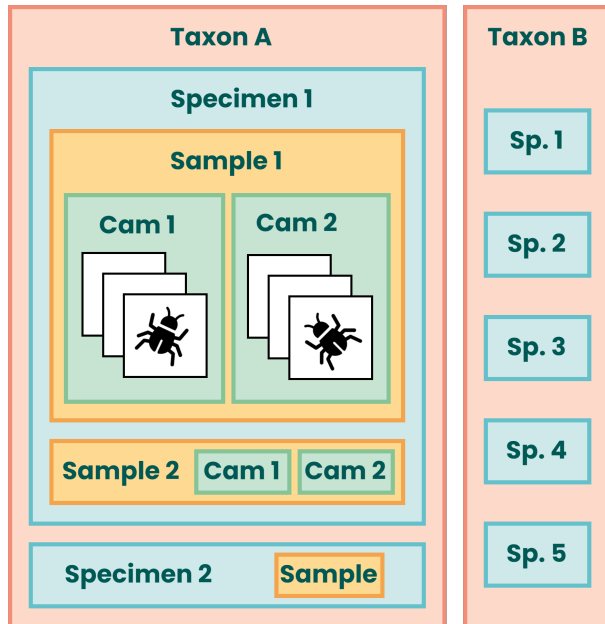 Taxon A
Specimen 1
Sample 1
Cam 1
Cam 2
Sample 2
Cam 1
Cam 2
Specimen 2
Sample
Taxon B
Sp. 1
Sp. 2
Sp. 3
Sp. 4
Sp. 5